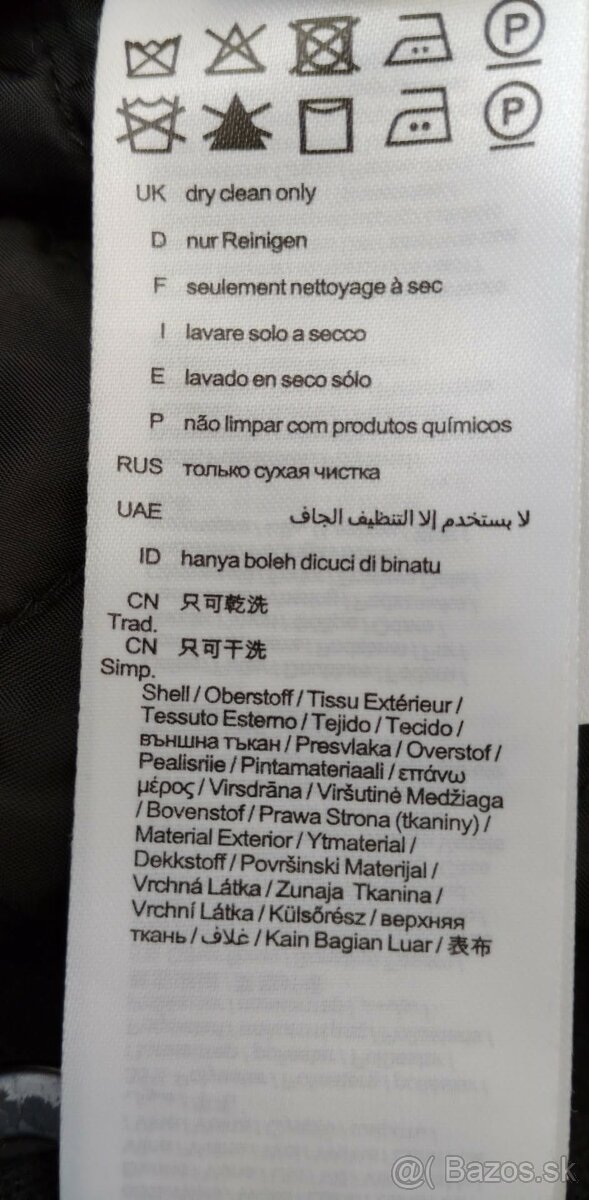 P
P
UK dry clean only
D nur Reinigen
F seulement nettoyage à sec
I lavare solo a secco
E lavado en seco sólo
P não limpar com produtos químicos
RUS только сухая чистка
UAE لا يستخدم إلا التنظيف الجاف
ID hanya boleh dicuci di binatu
CN Trad. 只可乾洗
CN Simp. 只可干洗
Shell / Oberstoff / Tissu Extérieur /
Tessuto Esterno / Tejido / Tecido /
външна тъкан / Presvlaka / Overstof /
Pealisriie / Pintamateriaali / επάνω
μέρος / Virsdrāna / Viršutinė Medžiaga
/ Bovenstof / Prawa Strona (tkaniny) /
Material Exterior / Ytmaterial /
Dekkstoff / Površinski Materijal /
Vrchná Látka / Zunaja Tkanina /
Vrchní Látka / Külsőrész / верхняя
ткань / غلاف / Kain Bagian Luar / 表布
@( Bazos.sk